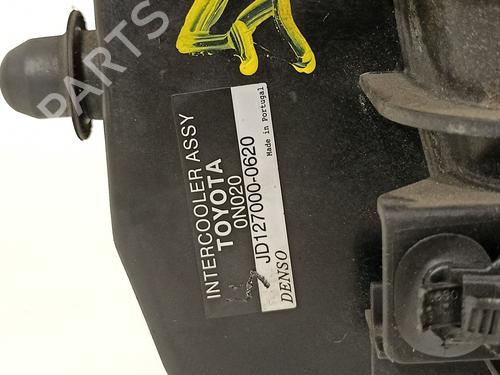 INTERCOOLER ASSY
TOYOTA
0N020
JD127000-0620
DENSO
Made in Portugal
PARTS